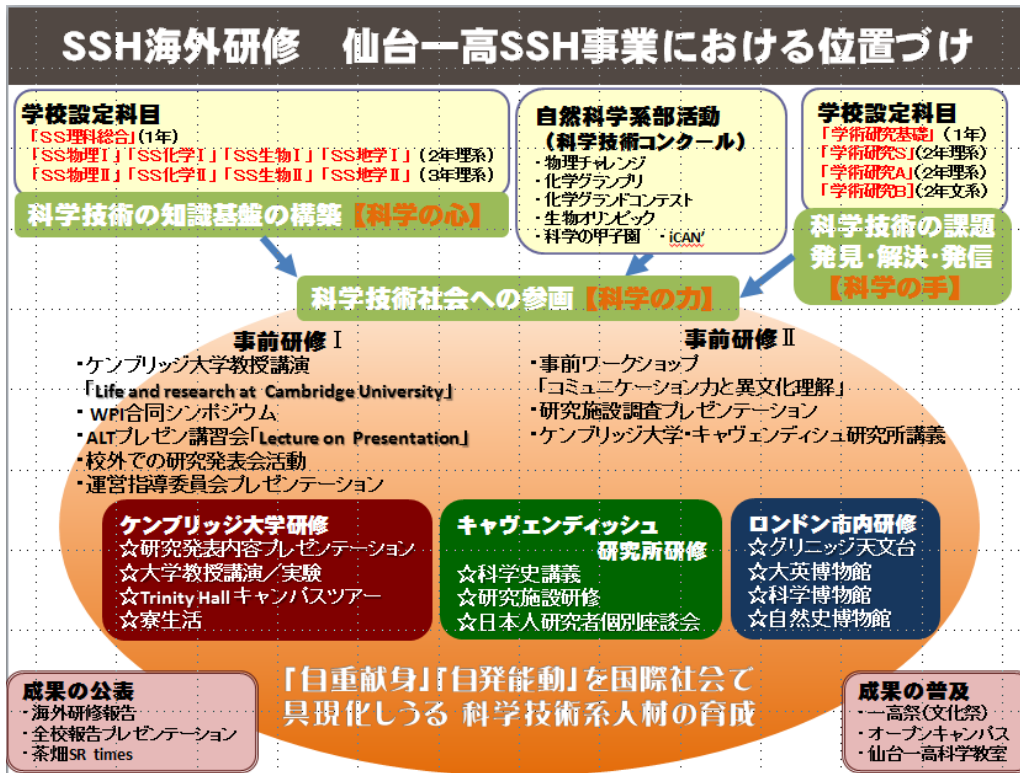 SSH海外研修　仙台一高SSH事業における位置づけ
学校設定科目
「SS理科総合」(1年)
「SS物理Ⅰ」「SS化学Ⅰ」「SS生物Ⅰ」「SS地学Ⅰ」(2年理系)
「SS物理Ⅱ」「SS化学Ⅱ」「SS生物Ⅱ」「SS地学Ⅱ」(3年理系)
科学技術の知識基盤の構築【科学の心】
自然科学系部活動
(科学技術コンクール)
・物理チャレンジ
・化学グランプリ
・化学グランドコンテスト
・生物オリンピック
・科学の甲子園　・iCAN’
学校設定科目
「学術研究基礎」(1年)
「学術研究S」(2年理系)
「学術研究A」(2年理系)
「学術研究B」(2年文系)
科学技術の課題
発見・解決・発信
【科学の手】
科学技術社会への参画【科学の力】
事前研修Ⅰ
・ケンブリッジ大学教授講演
「Life and research at Cambridge University」
・WPI合同シンポジウム
・ALTプレゼン講習会「Lecture on Presentation」
・校外での研究発表会活動
・運営指導委員会プレゼンテーション
事前研修Ⅱ
・事前ワークショップ
「コミュニケーション力と異文化理解」
・研究施設調査プレゼンテーション
・ケンブリッジ大学・キャヴェンディシュ研究所講義
ケンブリッジ大学研修
☆研究発表内容プレゼンテーション
☆大学教授講演／実験
☆Trinity Hall キャンパスツアー
☆寮生活
キャヴェンディッシュ
研究所研修
☆科学史講義
☆研究施設研修
☆日本人研究者個別座談会
ロンドン市内研修
☆グリニッジ天文台
☆大英博物館
☆科学博物館
☆自然史博物館
「自重献身」「自発能動」を国際社会で
具現化しうる 科学技術系人材の育成
成果の公表
・海外研修報告
・全校報告プレゼンテーション
・茶畑SR times
成果の普及
・一高祭(文化祭)
・オープンキャンパス
・仙台一高科学教室